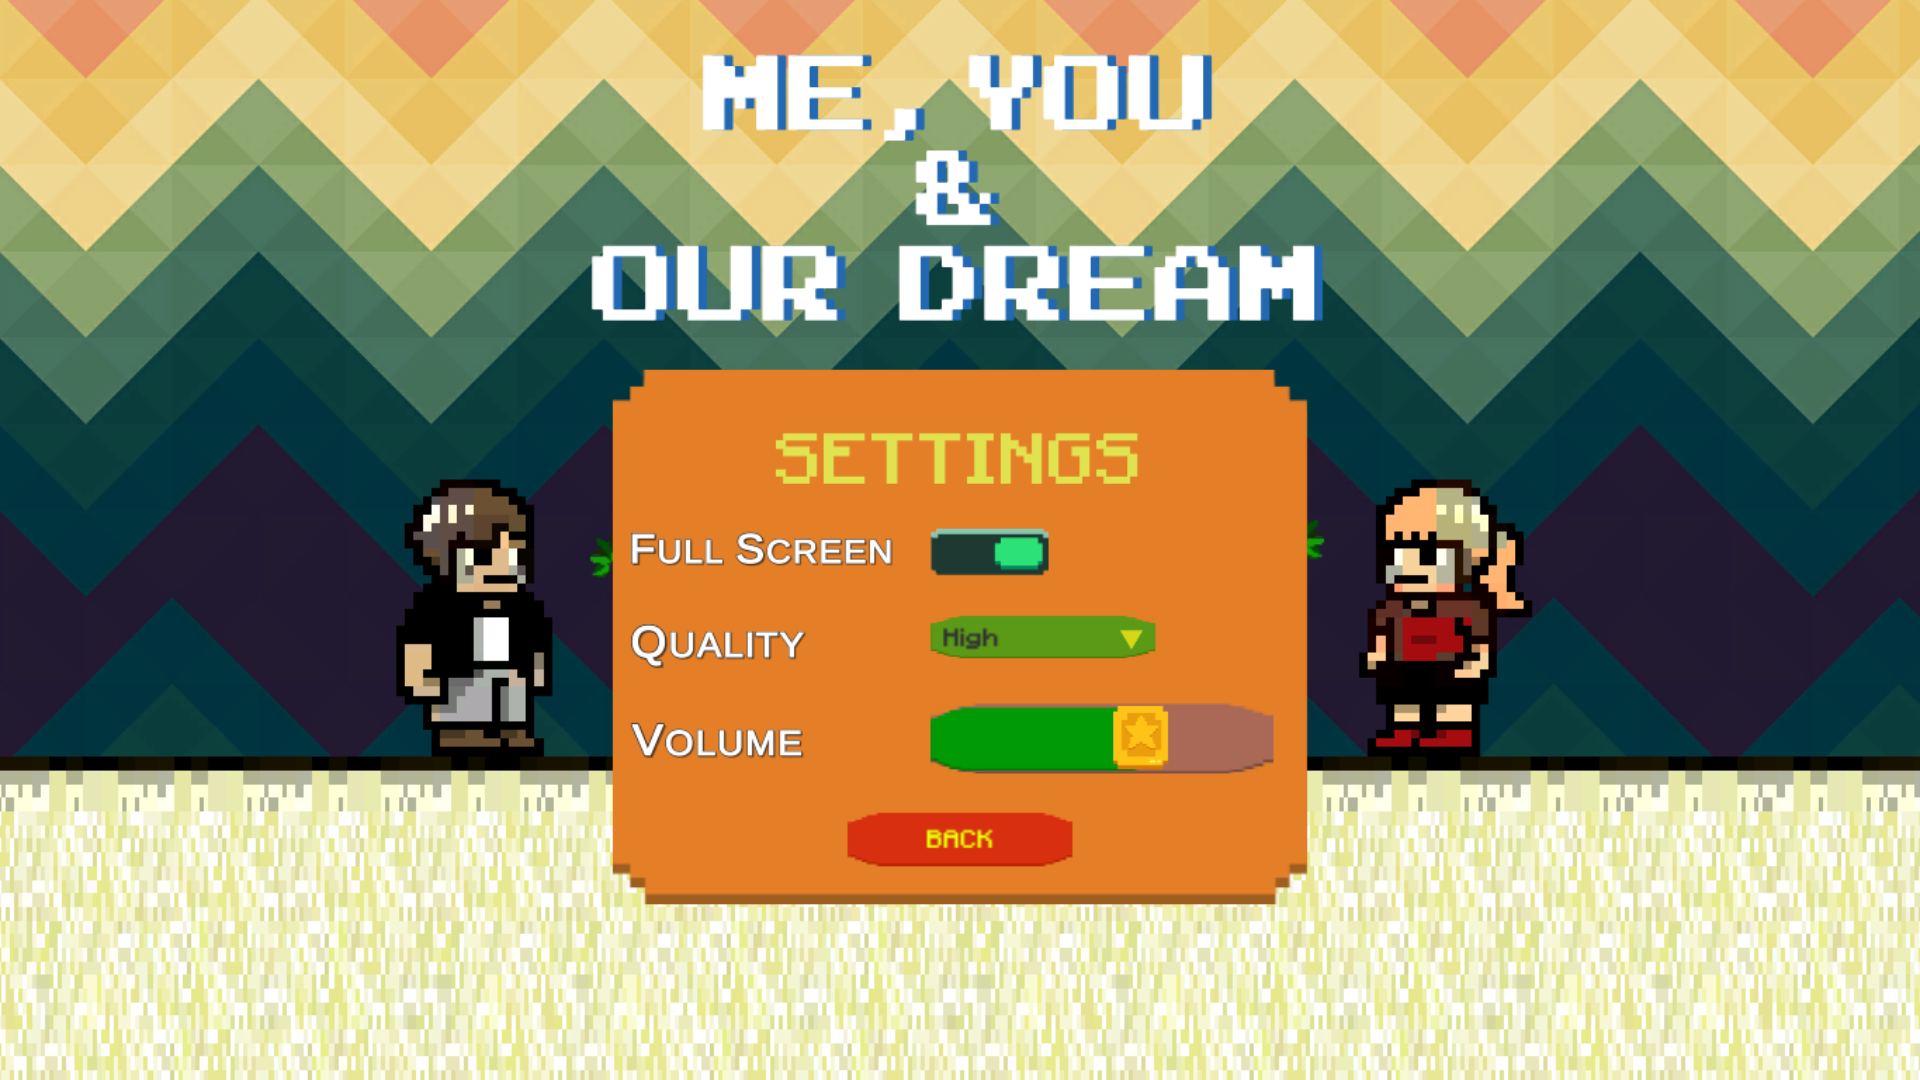 ME, YOU
&
OUR DREAM
SETTINGS
FULL SCREEN
QUALITY
High
VOLUME
BACK